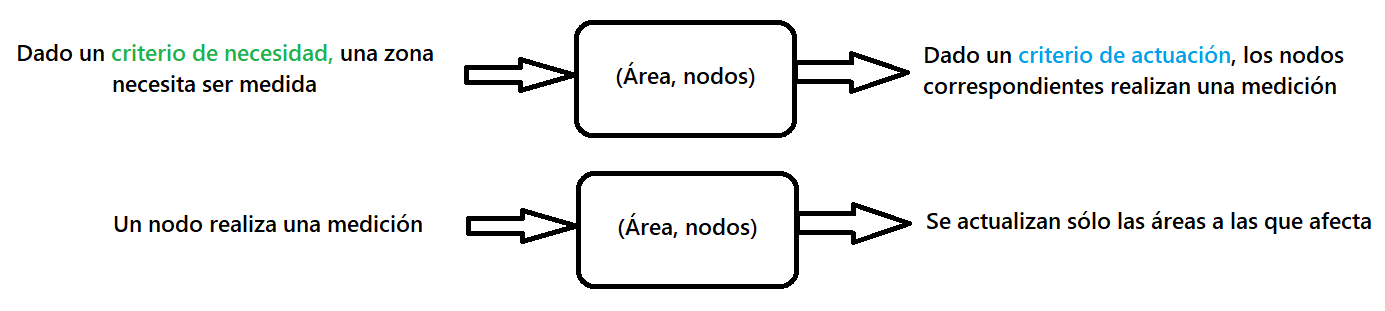 Dado un criterio de necesidad, una zona
necesita ser medida
(Área, nodos)
Dado un criterio de actuación, los nodos
correspondientes realizan una medición
Un nodo realiza una medición
(Área, nodos)
Se actualizan sólo las áreas a las que afecta